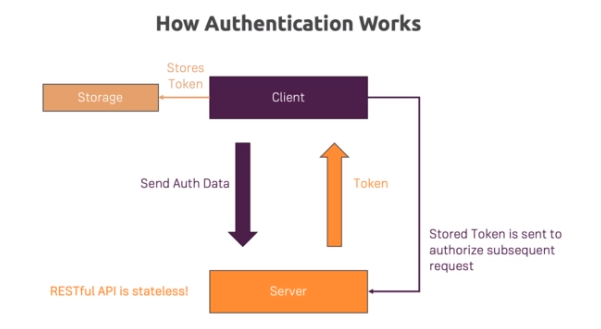 How Authentication Works
Stores
Token
Storage
Client
Send Auth Data
Token
Stored Token is sent to
authorize subsequent
request
RESTful API is stateless!
Server